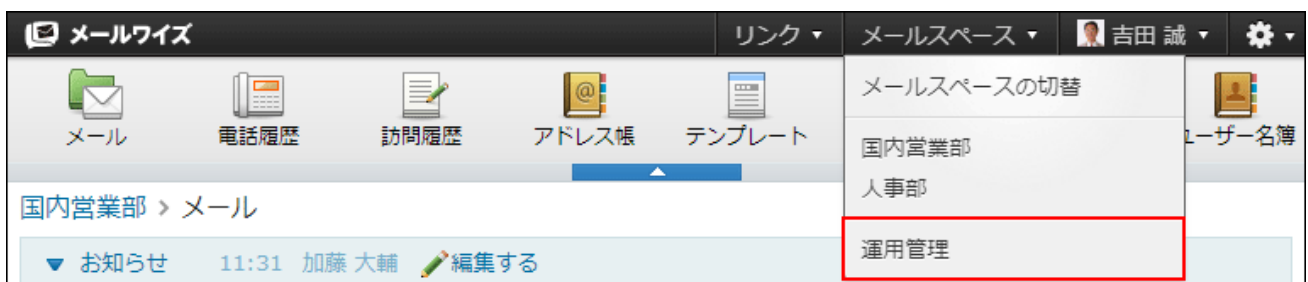 メールワイズ リンク メールスペース 吉田 誠
メール 電話履歴 訪問履歴 アドレス帳 テンプレート ユーザー名簿
メールスペースの切替
国内営業部
人事部
運用管理
国内営業部 > メール
お知らせ 11:31 加藤 大輔 編集する